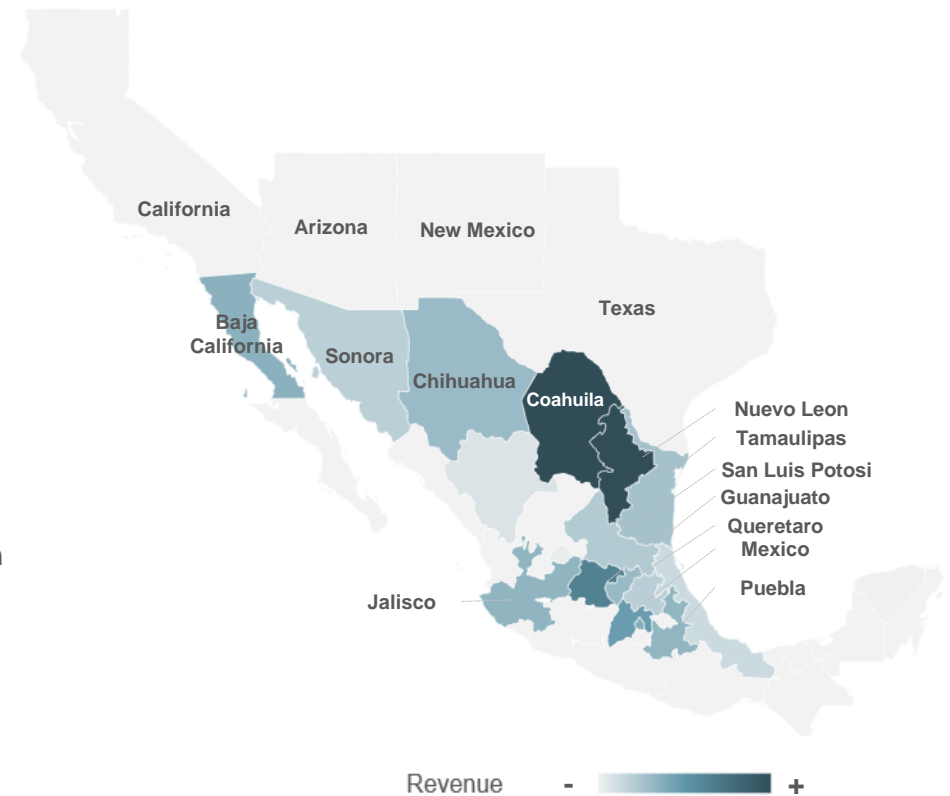 California
Arizona
New Mexico
Texas
Baja
California
Sonora
Chihuahua
Coahuila
Nuevo Leon
Tamaulipas
San Luis Potosi
Guanajuato
Queretaro
Mexico
n
Puebla
Jalisco
Revenue - +